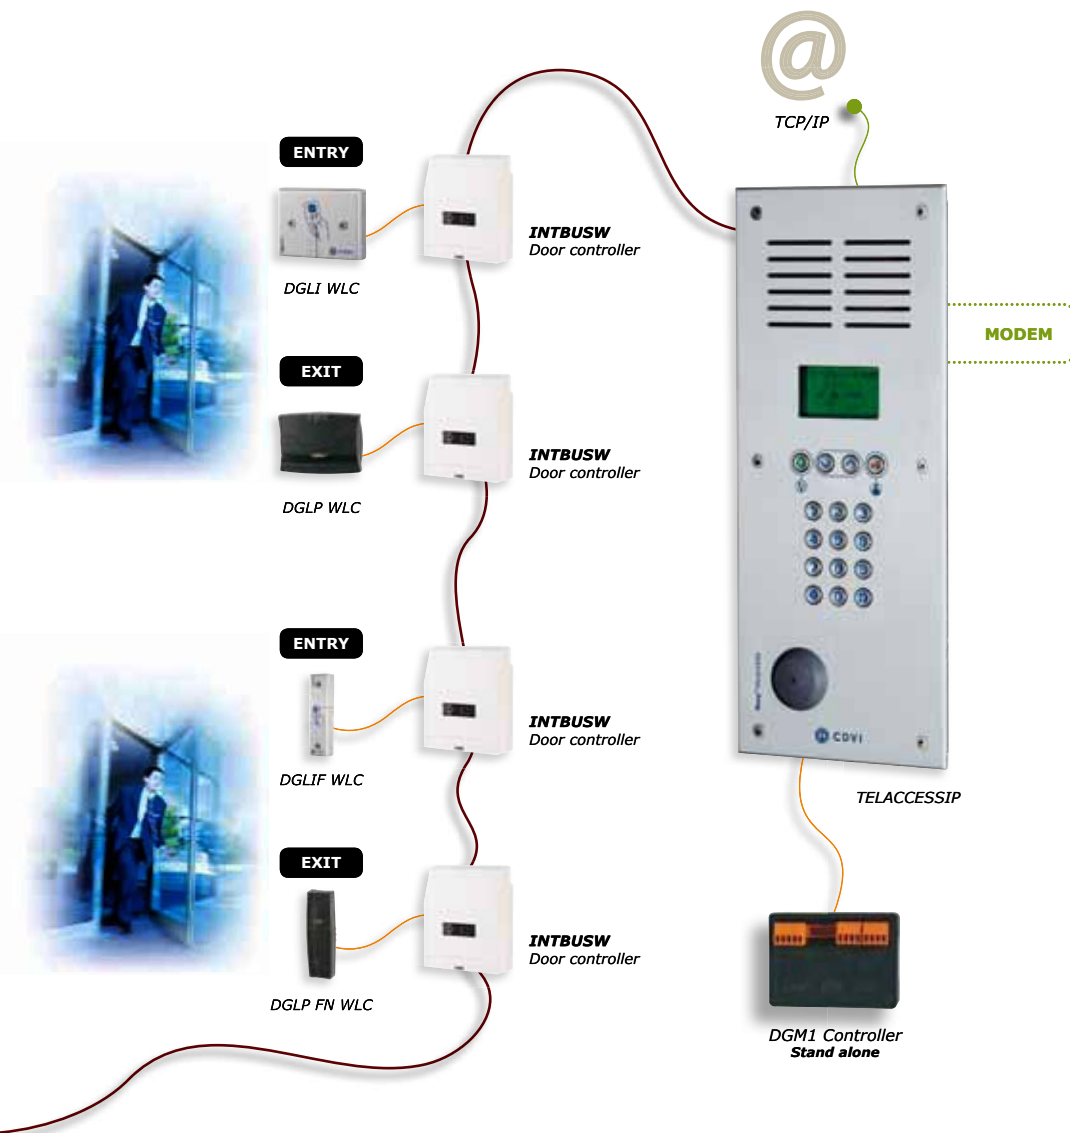 TCP/IP
ENTRY
DGLI WLC
INTBUSW
Door controller
MODEM
EXIT
DGLP WLC
INTBUSW
Door controller
ENTRY
DGLIF WLC
INTBUSW
Door controller
CDVI
TELACCESSIP
EXIT
DGLP FN WLC
INTBUSW
Door controller
DGM1 Controller
Stand alone